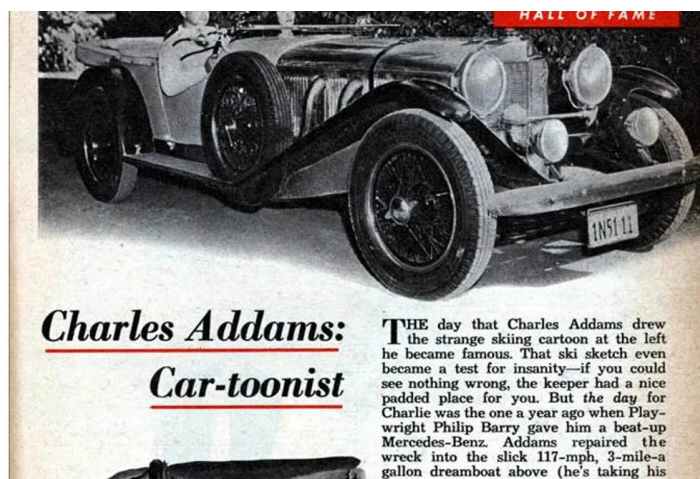 HALL OF FAME
1N51 11
Charles Addams:
Car-toonist
THE day that Charles Addams drew
the strange skiing cartoon at the left
he became famous. That ski sketch even
became a test for insanity—if you could
see nothing wrong, the keeper had a nice
padded place for you. But the day for
Charlie was the one a year ago when Play-
wright Philip Barry gave him a beat-up
Mercedes-Benz. Addams repaired the
wreck into the slick 117-mph, 3-mile-a
gallon dreamboat above (he's taking his